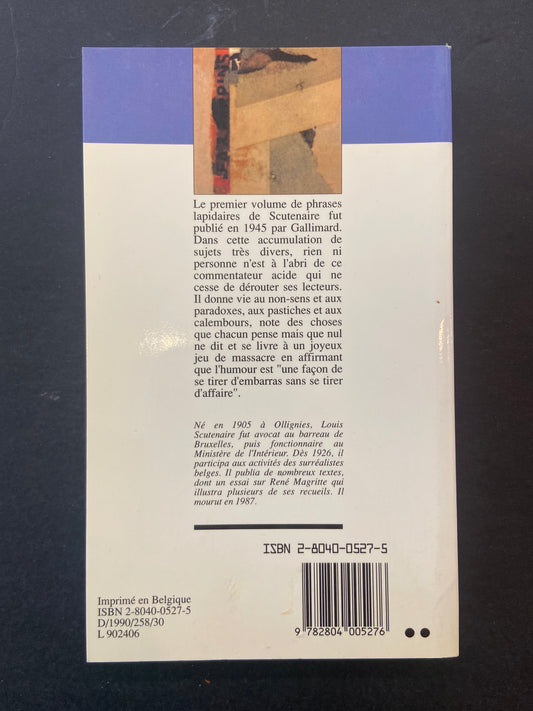 SNIP
Le premier volume de phrases
lapidaires de Scutenaire fut
publié en 1945 par Gallimard.
Dans cette accumulation de
sujets très divers, rien ni
personne n'est à l'abri de ce
commentateur acide qui ne
cesse de dérouter ses lecteurs.
Il donne vie au non-sens et aux
paradoxes, aux pastiches et aux
calembours, note des choses
que chacun pense mais que nul
ne dit et se livre à un joyeux
jeu de massacre en affirmant
que l'humour est "une façon de
se tirer d'embarras sans se tirer
d'affaire".
Né en 1905 à Ollignies, Louis
Scutenaire fut avocat au barreau de
Bruxelles, puis fonctionnaire au
Ministère de l'Intérieur. Dès 1926, il
participa aux activités des surréalistes
belges. Il publia de nombreux textes,
dont un essai sur René Magritte qui
illustra plusieurs de ses recueils. Il
mourut en 1987.
ISBN 2-8040-0527-5
Imprimé en Belgique
ISBN 2-8040-0527-5
D/1990/258/30
L 902406
9 782804 005276